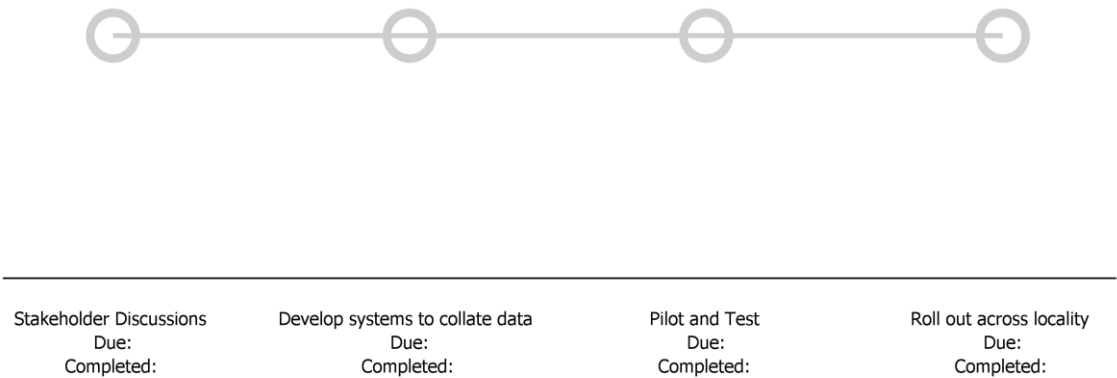 Stakeholder Discussions
Due:
Completed:
Develop systems to collate data
Due:
Completed:
Pilot and Test
Due:
Completed:
Roll out across locality
Due:
Completed: